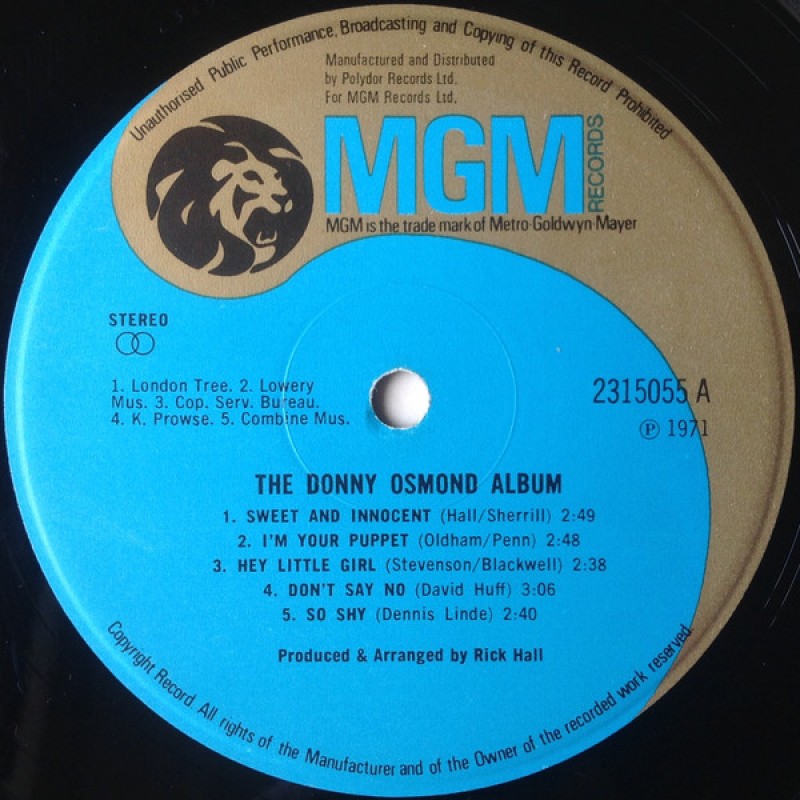 Unauthorised Public Performance, Broadcasting and Copying of this Record Prohibited
Manufactured and Distributed
by Polydor Records Ltd.
For MGM Records Ltd.
MGM
RECORDS
MGM is the trade mark of Metro-Goldwyn-Mayer
STEREO
1. London Tree. 2. Lowery
Mus. 3. Cop. Serv. Bureau.
4. K. Prowse. 5. Combine Mus.
2315055 A
Ⓟ 1971
THE DONNY OSMOND ALBUM
1. SWEET AND INNOCENT (Hall/Sherrill) 2:49
2. I'M YOUR PUPPET (Oldham/Penn) 2:48
3. HEY LITTLE GIRL (Stevenson/Blackwell) 2:38
4. DON'T SAY NO (David Huff) 3:06
5. SO SHY (Dennis Linde) 2:40
Produced & Arranged by Rick Hall
Copyright Record. All rights of the Manufacturer and of the Owner of the recorded work reserved.